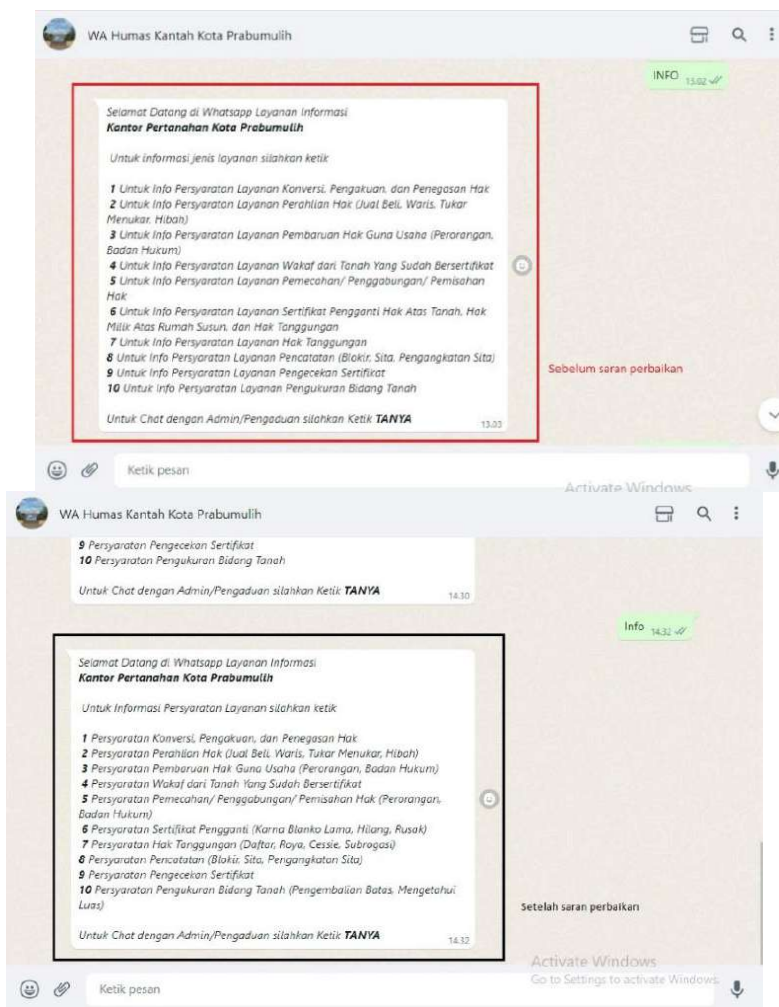 WA Humas Kantah Kota Prabumulih
INFO 13.02
Selamat Datang di Whatsapp Layanan Informasi
Kantor Pertanahan Kota Prabumulih
Untuk informasi jenis layanan silahkan ketik
1 Untuk Info Persyaratan Layanan Konversi, Pengakuan, dan Penegasan Hak
2 Untuk Info Persyaratan Layanan Perahlian Hak (Jual Beli, Waris, Tukar
Menukar, Hibah)
3 Untuk Info Persyaratan Layanan Pembaruan Hak Guna Usaha (Perorangan,
Badan Hukum)
4 Untuk Info Persyaratan Layanan Wakaf dari Tanah Yang Sudah Bersertifikat
5 Untuk Info Persyaratan Layanan Pemecahan/ Penggabungan/ Pemisahan
Hak
6 Untuk Info Persyaratan Layanan Sertifikat Pengganti Hak Atas Tanah, Hak
Milik Atas Rumah Susun, dan Hak Tanggungan
7 Untuk Info Persyaratan Layanan Hak Tanggungan
8 Untuk Info Persyaratan Layanan Pencatatan (Blokir, Sita, Pengangkatan Sita)
9 Untuk Info Persyaratan Layanan Pengecekan Sertifikat
10 Untuk Info Persyaratan Layanan Pengukuran Bidang Tanah
Untuk Chat dengan Admin/Pengaduan silahkan Ketik TANYA
13.03
Sebelum saran perbaikan
Ketik pesan
Activate Windows
WA Humas Kantah Kota Prabumulih
9 Persyaratan Pengecekan Sertifikat
10 Persyaratan Pengukuran Bidang Tanah
Untuk Chat dengan Admin/Pengaduan silahkan Ketik TANYA
14.30
Info 14.32
Selamat Datang di Whatsapp Layanan Informasi
Kantor Pertanahan Kota Prabumulih
Untuk Informasi Persyaratan Layanan silahkan ketik
1 Persyaratan Konversi, Pengakuan, dan Penegasan Hak
2 Persyaratan Perahlian Hak (Jual Beli, Waris, Tukar Menukar, Hibah)
3 Persyaratan Pembaruan Hak Guna Usaha (Perorangan, Badan Hukum)
4 Persyaratan Wakaf dari Tanah Yang Sudah Bersertifikat
5 Persyaratan Pemecahan/ Penggabungan/ Pemisahan Hak (Perorangan,
Badan Hukum)
6 Persyaratan Sertifikat Pengganti (Karna Blanko Lama, Hilang, Rusak)
7 Persyaratan Hak Tanggungan (Daftar, Roya, Cessie, Subrogasi)
8 Persyaratan Pencatatan (Blokir, Sita, Pengangkatan Sita)
9 Persyaratan Pengecekan Sertifikat
10 Persyaratan Pengukuran Bidang Tanah (Pengembalian Batas, Mengetahui
Luas)
Untuk Chat dengan Admin/Pengaduan silahkan Ketik TANYA
14.32
Setelah saran perbaikan
Activate Windows
Go to Settings to activate Windows.
Ketik pesan